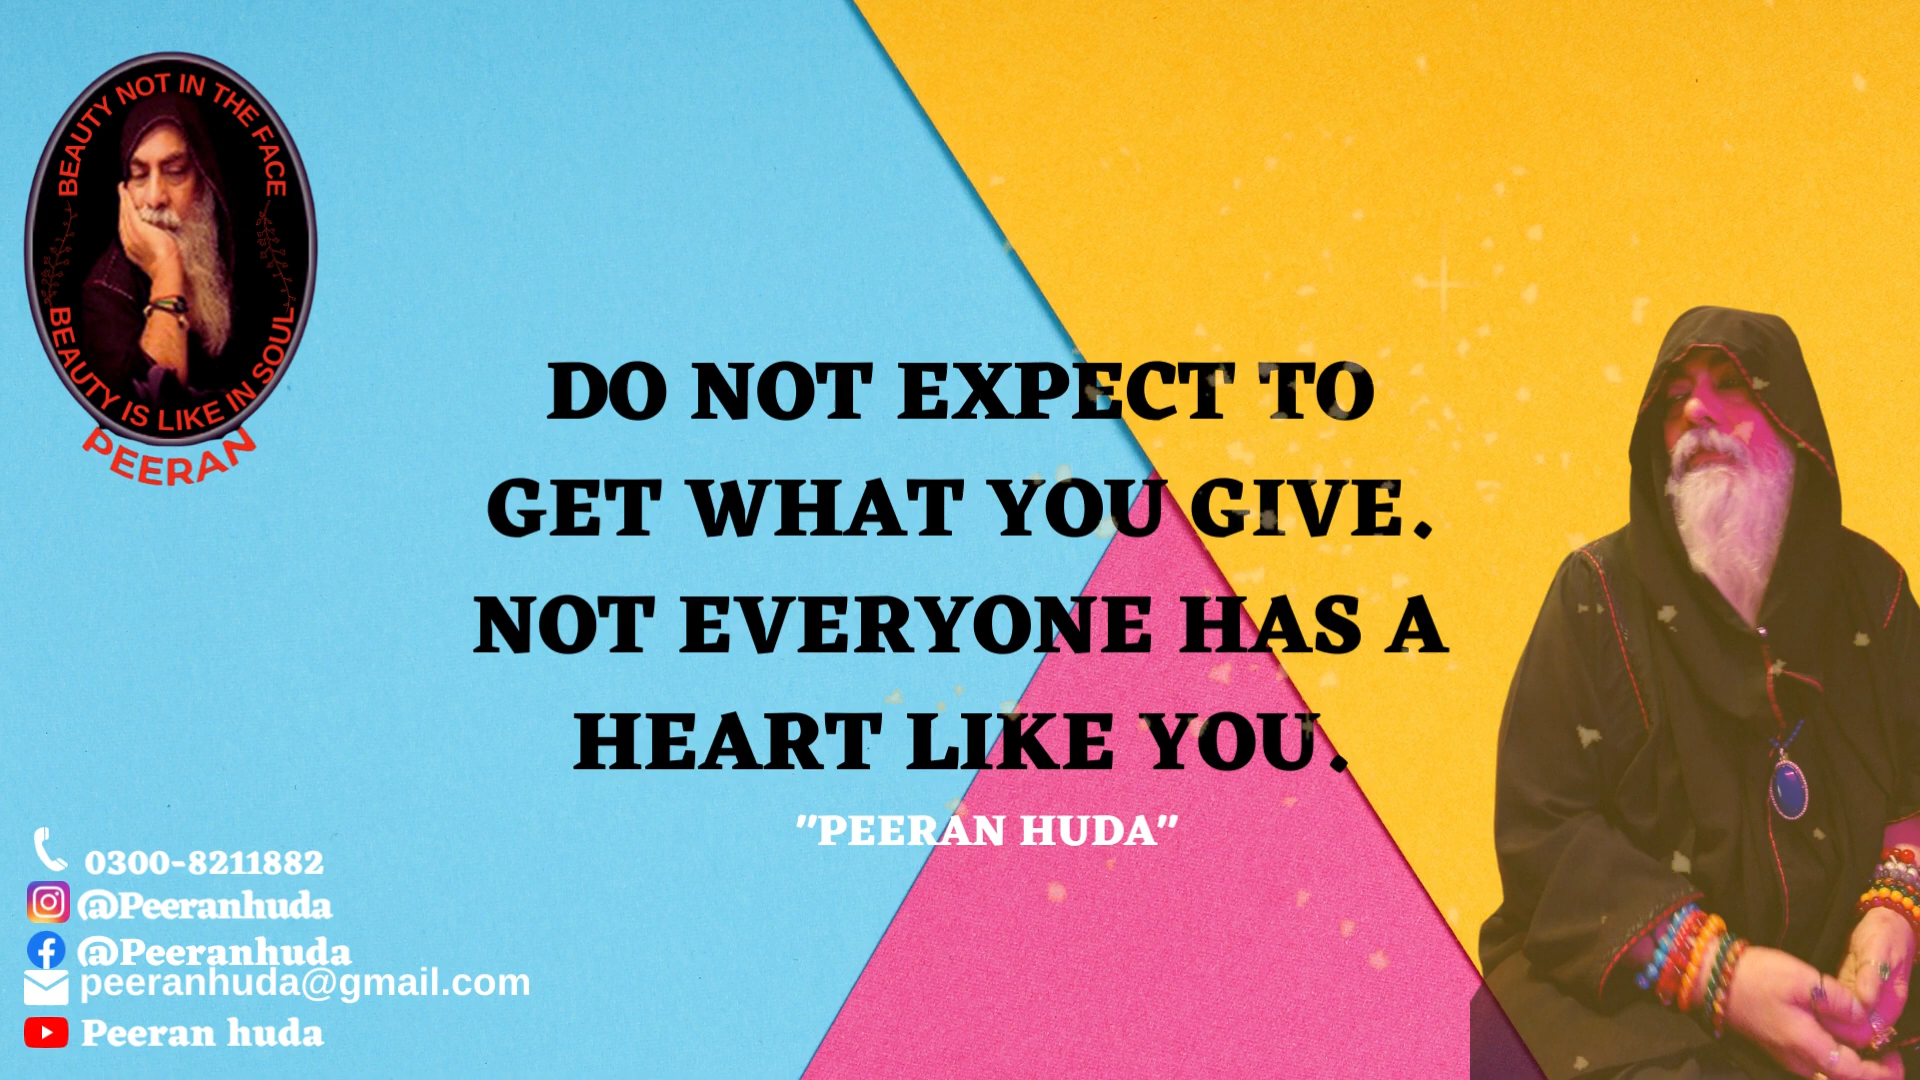 BEAUTY NOT IN THE FACE
BEAUTY IS LIKE IN SOUL
PEERAN
DO NOT EXPECT TO
GET WHAT YOU GIVE.
NOT EVERYONE HAS A
HEART LIKE YOU.
"PEERAN HUDA"
0300-8211882
@Peeranhuda
@Peeranhuda
peeranhuda@gmail.com
Peeran huda